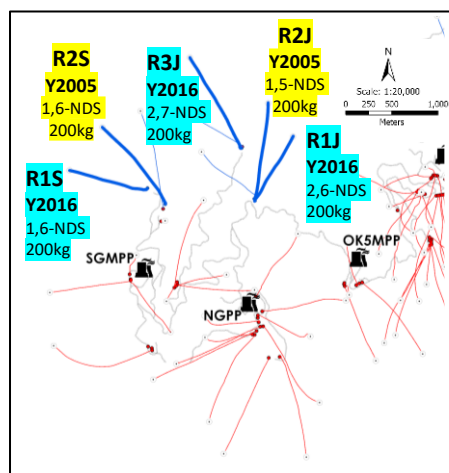 R2S
Y2005
1,6-NDS
200kg
R3J
Y2016
2,7-NDS
200kg
R2J
Y2005
1,5-NDS
200kg
N
Scale: 1:20,000
0 500 1,000
Meters
R1S
Y2016
1,6-NDS
200kg
R1J
Y2016
2,6-NDS
200kg
SGMPP
OK5MPP
NGPP